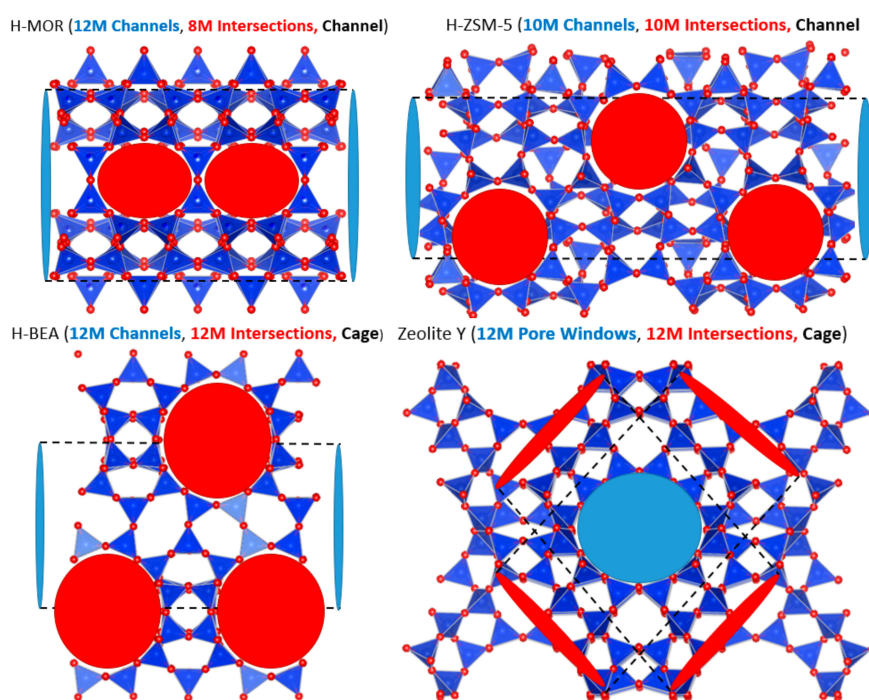 H-MOR (12M Channels, 8M Intersections, Channel)
H-ZSM-5 (10M Channels, 10M Intersections, Channel
H-BEA (12M Channels, 12M Intersections, Cage)
Zeolite Y (12M Pore Windows, 12M Intersections, Cage)